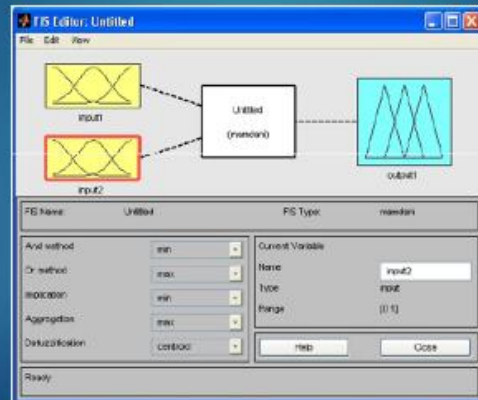 FIS Editor: Untitled
File Edit View
input1
input2
Untitled
(mamdani)
output1
FIS Name: Untitled
FIS Type: mamdani
And method min
Or method max
Implication min
Aggregation max
Defuzzification centroid
Current Variable
Name input2
Type input
Range [0 1]
Help Close
Ready